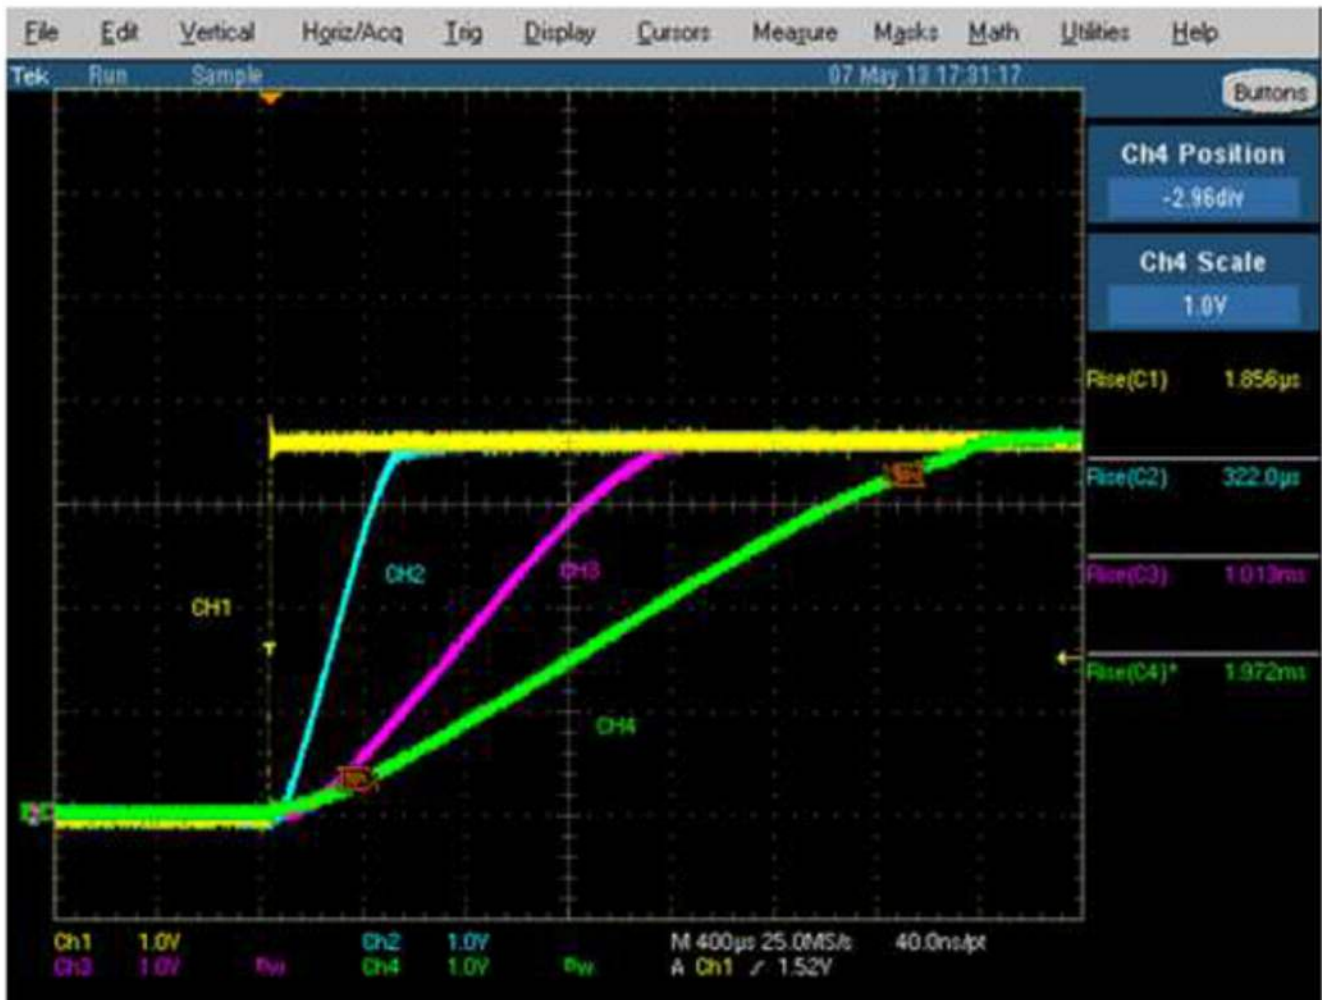 File Edit Vertical Horiz/Acq Trig Display Cursors Measure Masks Math Utilities Help
Tek Run Sample 07 May 13 17:31:17
Buttons
Ch4 Position
-2.96div
Ch4 Scale
1.0V
Rise(C1) 1.856µs
Rise(C2) 322.0µs
Rise(C3) 1.013ms
Rise(C4)* 1.972ms
CH2
CH3
CH1
CH4
Ch1 1.0V Ch2 1.0V M 400µs 25.0MS/s 40.0ns/pt
Ch3 1.0V Bw Ch4 1.0V Bw A Ch1 1.52V